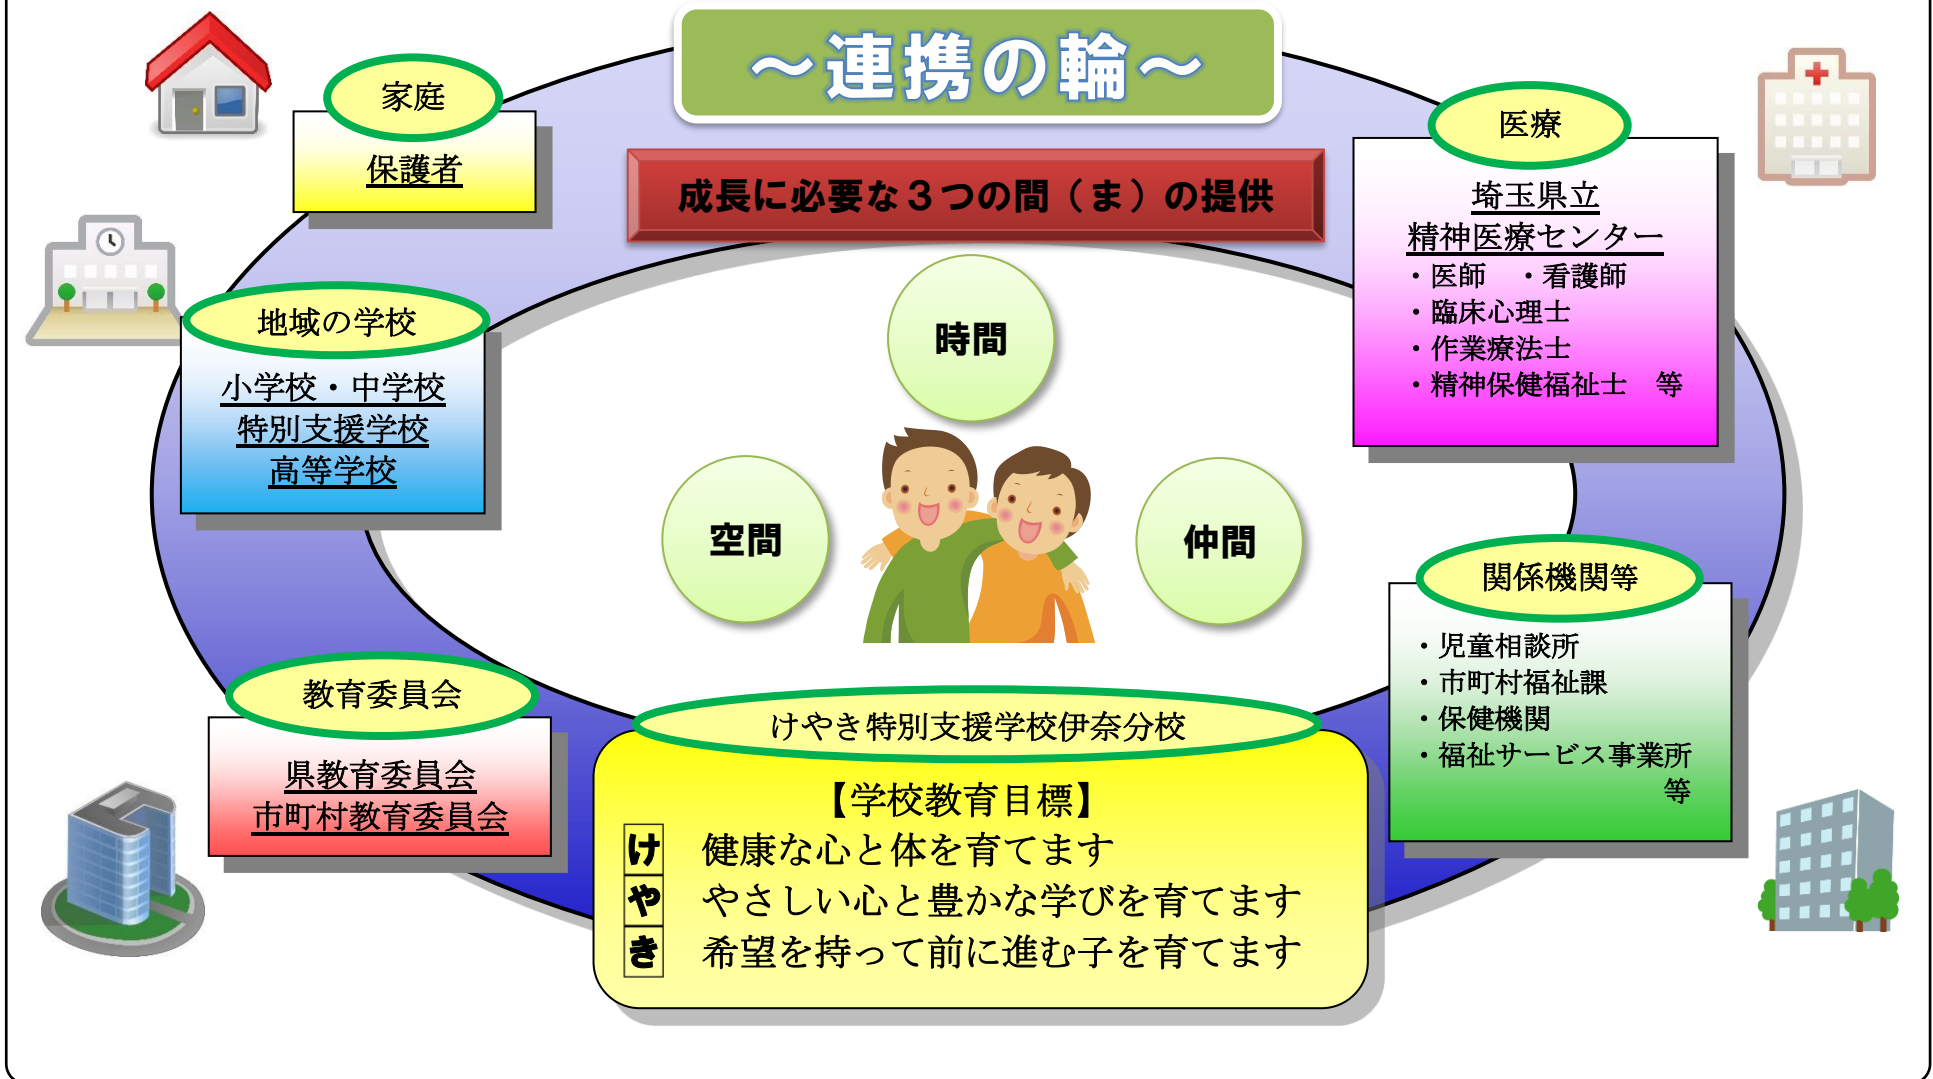 ～連携の輪～
成長に必要な３つの間（ま）の提供
家庭
保護者
地域の学校
小学校・中学校
特別支援学校
高等学校
教育委員会
県教育委員会
市町村教育委員会
時間
空間
仲間
医療
埼玉県立
精神医療センター
・医師　・看護師
・臨床心理士
・作業療法士
・精神保健福祉士　等
関係機関等
・児童相談所
・市町村福祉課
・保健機関
・福祉サービス事業所
等
けやき特別支援学校伊奈分校
【学校教育目標】
け　健康な心と体を育てます
や　やさしい心と豊かな学びを育てます
き　希望を持って前に進む子を育てます